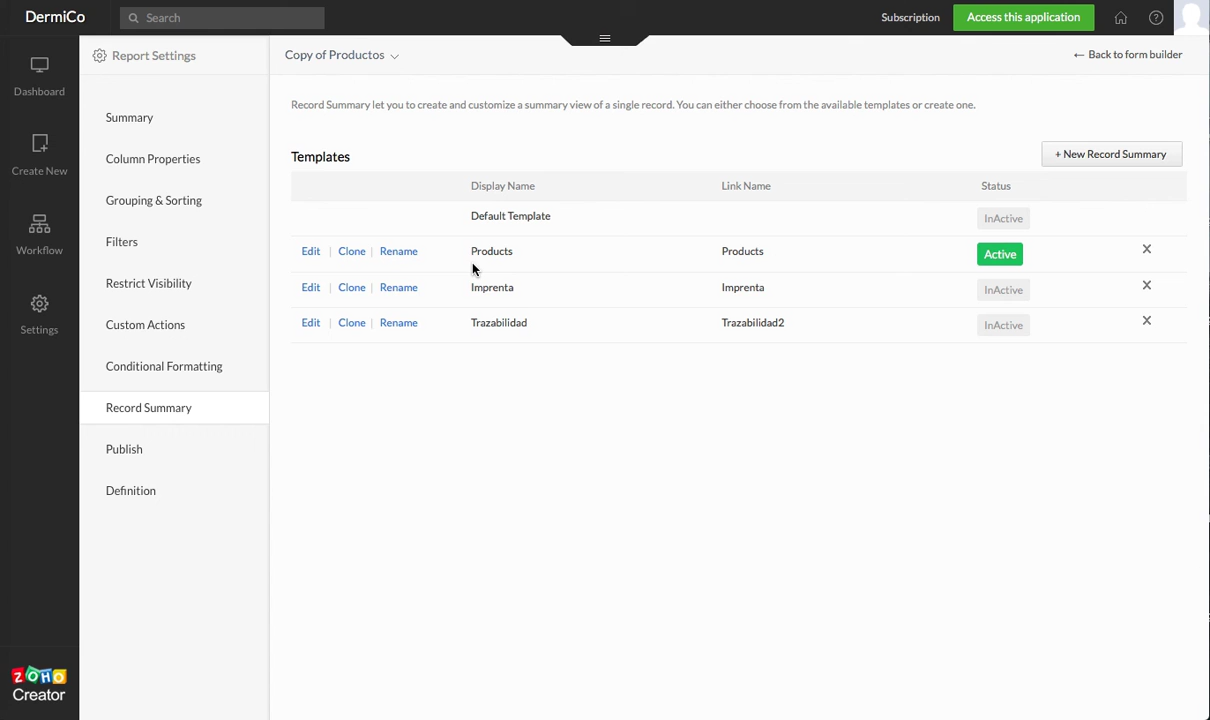 DermiCo
Search
Subscription
Access this application
Dashboard
Create New
Workflow
Settings
ZOHO
Creator
Report Settings
Summary
Column Properties
Grouping & Sorting
Filters
Restrict Visibility
Custom Actions
Conditional Formatting
Record Summary
Publish
Definition
Copy of Productos
← Back to form builder
Record Summary let you to create and customize a summary view of a single record. You can either choose from the available templates or create one.
Templates
+ New Record Summary
Display Name Link Name Status
Default Template InActive
Edit | Clone | Rename Products Products Active X
Edit | Clone | Rename Imprenta Imprenta InActive X
Edit | Clone | Rename Trazabilidad Trazabilidad2 InActive X